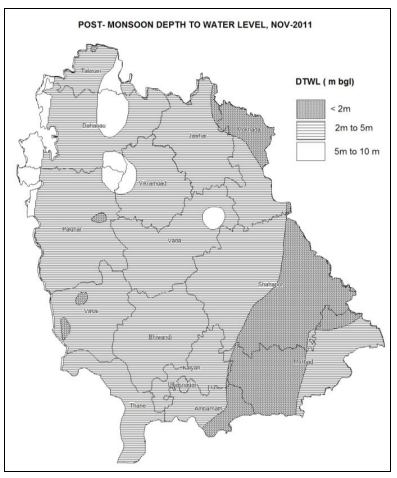 POST- MONSOON DEPTH TO WATER LEVEL, NOV-2011
DTWL ( m bgl)
< 2m
2m to 5m
5m to 10 m
Talasari
Dahanu
Jawhar
Mokhada
Vikramgad
Palghar
Wada
Shahapur
Vasai
Bhiwandi
Kalyan
Murbad
Ulhasnagar
Thane
Ambarnath